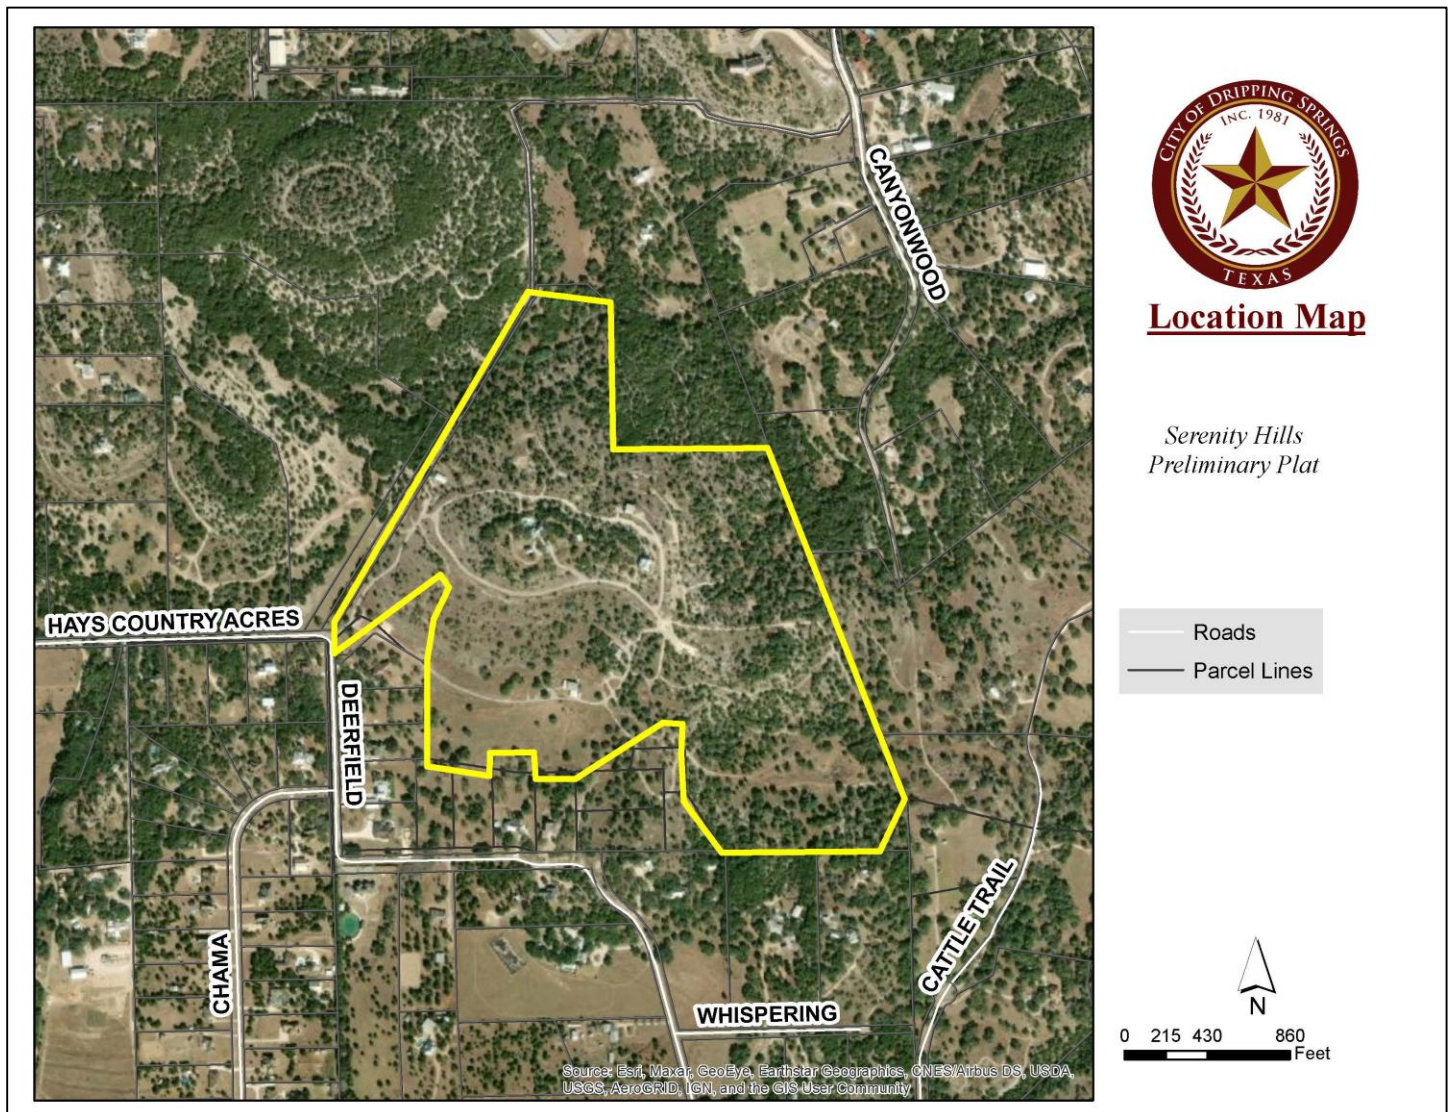 CITY OF DRIPPING SPRINGS
INC. 1981
TEXAS
Location Map
Serenity Hills
Preliminary Plat
CANYONWOOD
HAYS COUNTRY ACRES
DEERFIELD
CHAMA
WHISPERING
CATTLE TRAIL
Roads
Parcel Lines
N
0 215 430 860
Feet
Source: Esri, Maxar, GeoEye, Earthstar Geographics, CNES/Airbus DS, USDA,
USGS, AeroGRID, IGN, and the GIS User Community